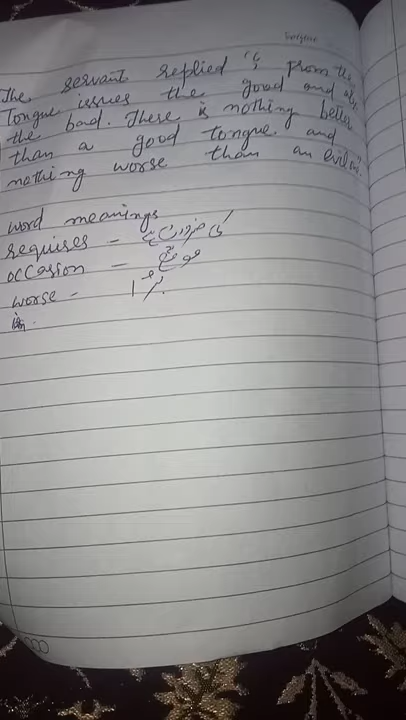 The servant replied "from the
Tongue issues the good and also
the bad. There is nothing better
than a good tongue and
nothing worse than an evil one"
word meanings
requires - کی ضرورت ہے
occasion - موقع
worse - برا